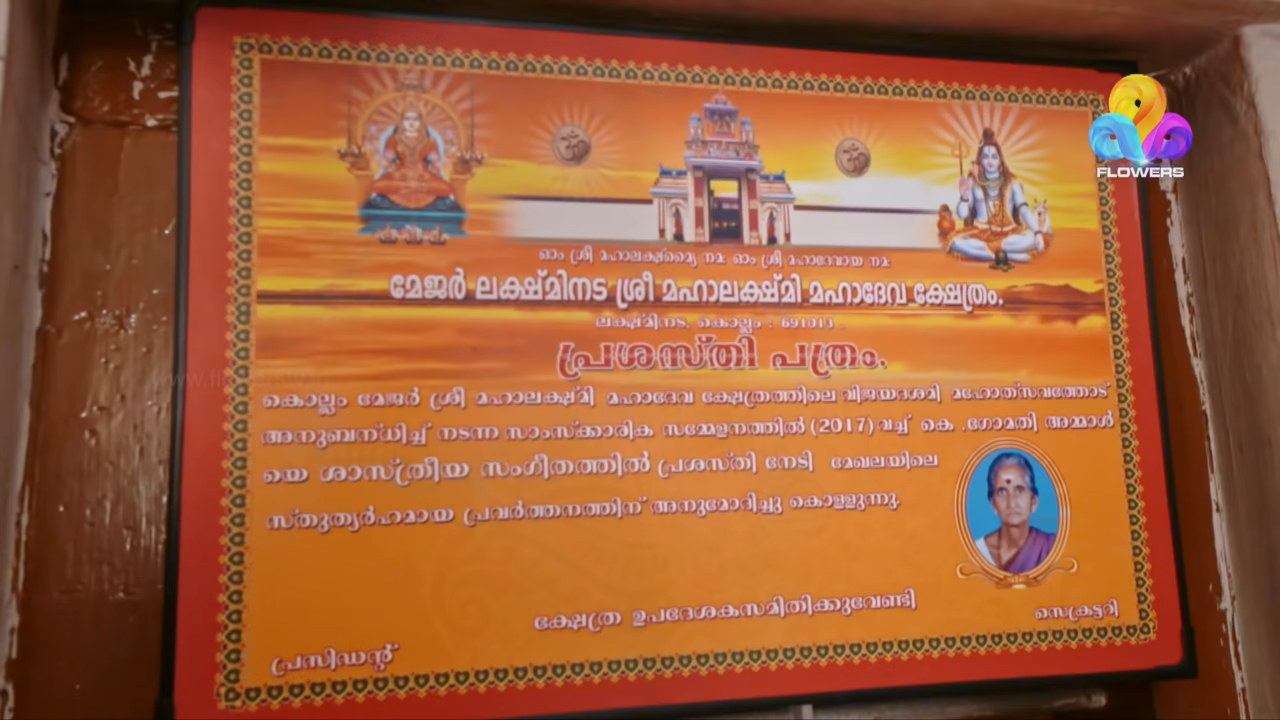 FLOWERS
ഓം ശ്രീ മഹാലക്ഷ്മ്യൈ നമ: ഓം ശ്രീ മഹാദേവായ നമ:
മേജർ ലക്ഷ്മിനട ശ്രീ മഹാലക്ഷ്മി മഹാദേവ ക്ഷേത്രം.
ലക്ഷ്മിനട, കൊല്ലം : 691013
പ്രശസ്തി പത്രം.
കൊല്ലം മേജർ ശ്രീ മഹാലക്ഷ്മി മഹാദേവ ക്ഷേത്രത്തിലെ വിജയദശമി മഹോത്സവത്തോട്
അനുബന്ധിച്ച് നടന്ന സാംസ്ക്കാരിക സമ്മേളനത്തിൽ (2017) വച്ച് കെ .ഗോമതി അമ്മാൾ
യെ ശാസ്ത്രീയ സംഗീതത്തിൽ പ്രശസ്തി നേടി മേഖലയിലെ
സ്തുത്യർഹമായ പ്രവർത്തനത്തിന് അനുമോദിച്ചു കൊള്ളുന്നു.
ക്ഷേത്ര ഉപദേശകസമിതിക്കുവേണ്ടി
സെക്രട്ടറി
പ്രസിഡന്റ്